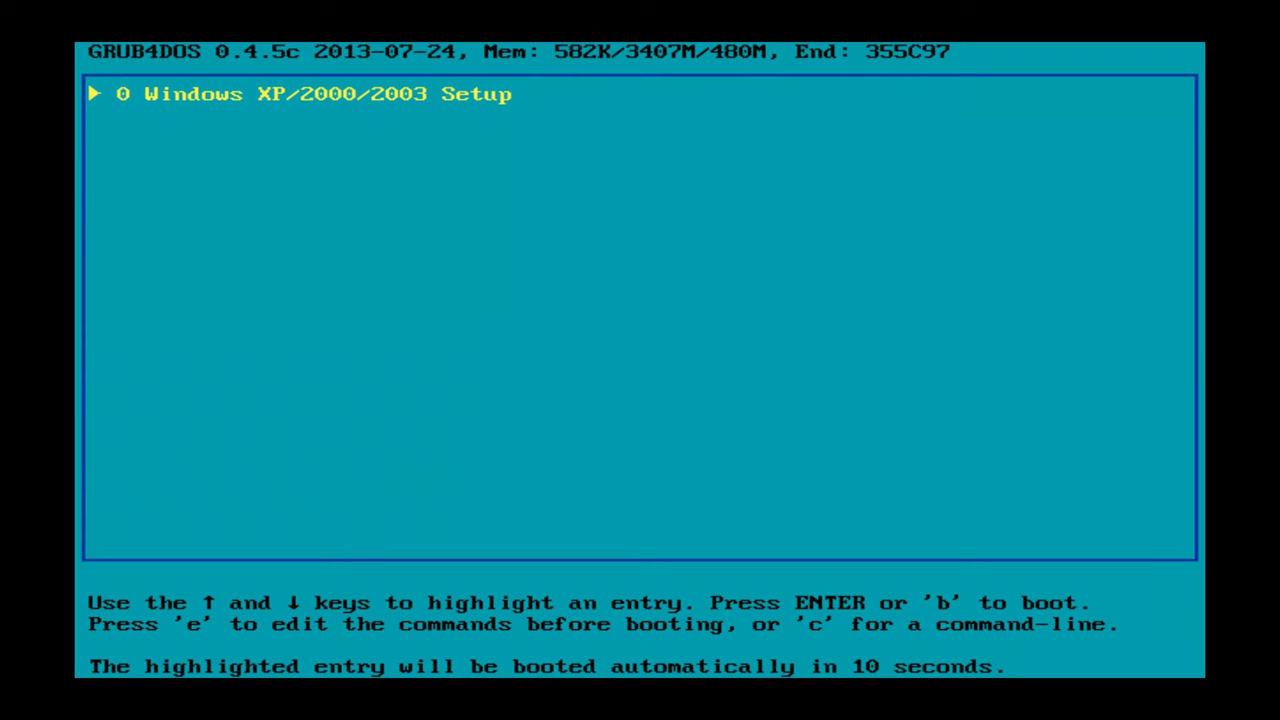 GRUB4DOS 0.4.5c 2013-07-24, Mem: 582K/3407M/480M, End: 355C97
► 0 Windows XP/2000/2003 Setup
Use the ↑ and ↓ keys to highlight an entry. Press ENTER or 'b' to boot.
Press 'e' to edit the commands before booting, or 'c' for a command-line.
The highlighted entry will be booted automatically in 10 seconds.